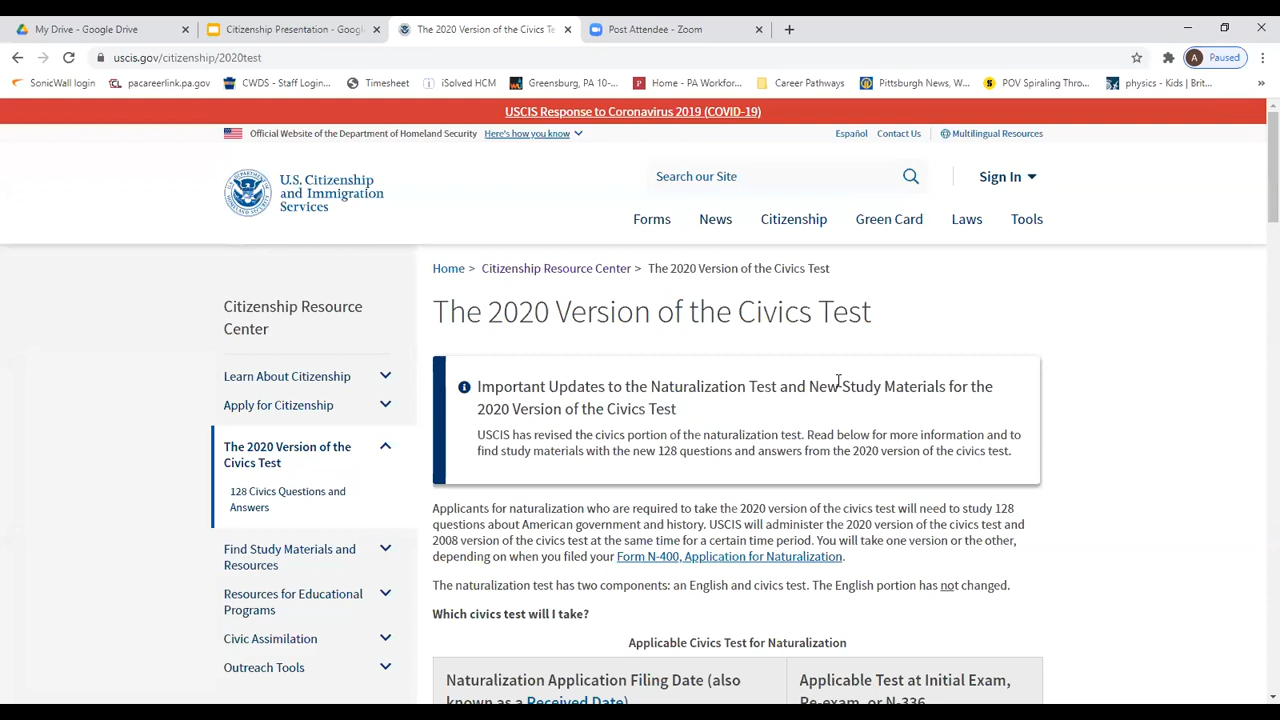 My Drive - Google Drive
Citizenship Presentation - Googl
The 2020 Version of the Civics Te
Post Attendee - Zoom
uscis.gov/citizenship/2020test
A
Paused
SonicWall login
pacareerlink.pa.gov
CWDS - Staff Login...
Timesheet
iSolved HCM
Greensburg, PA 10-...
Home - PA Workfor...
Career Pathways
Pittsburgh News, W...
POV Spiraling Thro...
physics - Kids | Brit...
USCIS Response to Coronavirus 2019 (COVID-19)
Official Website of the Department of Homeland Security
Here's how you know
Español
Contact Us
Multilingual Resources
U.S. Citizenship
and Immigration
Services
Search our Site
Sign In
Forms
News
Citizenship
Green Card
Laws
Tools
Home > Citizenship Resource Center > The 2020 Version of the Civics Test
Citizenship Resource
Center
Learn About Citizenship
Apply for Citizenship
The 2020 Version of the
Civics Test
128 Civics Questions and
Answers
Find Study Materials and
Resources
Resources for Educational
Programs
Civic Assimilation
Outreach Tools
The 2020 Version of the Civics Test
Important Updates to the Naturalization Test and New Study Materials for the
2020 Version of the Civics Test
USCIS has revised the civics portion of the naturalization test. Read below for more information and to
find study materials with the new 128 questions and answers from the 2020 version of the civics test.
Applicants for naturalization who are required to take the 2020 version of the civics test will need to study 128
questions about American government and history. USCIS will administer the 2020 version of the civics test and
2008 version of the civics test at the same time for a certain time period. You will take one version or the other,
depending on when you filed your Form N-400, Application for Naturalization.
The naturalization test has two components: an English and civics test. The English portion has not changed.
Which civics test will I take?
Applicable Civics Test for Naturalization
Naturalization Application Filing Date (also
known as a Received Date)
Applicable Test at Initial Exam,
Re-exam, or N-336